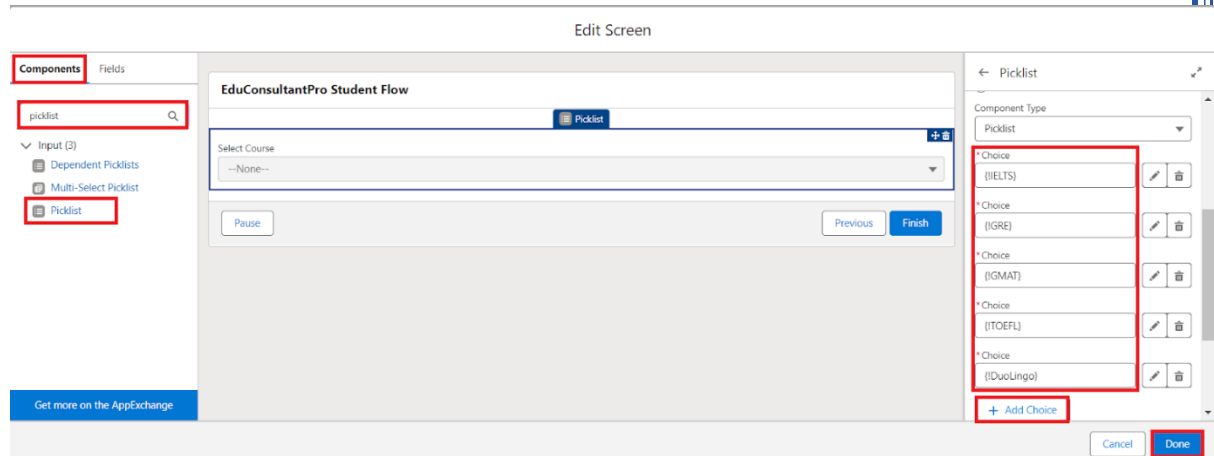 Edit Screen
Components Fields
picklist
Input (3)
Dependent Picklists
Multi-Select Picklist
Picklist
Get more on the AppExchange
EduConsultantPro Student Flow
Picklist
Select Course
--None--
Pause Previous Finish
← Picklist
Component Type
Picklist
* Choice
{!IELTS}
* Choice
{!GRE}
* Choice
{!GMAT}
* Choice
{!TOEFL}
* Choice
{!DuoLingo}
+ Add Choice
Cancel Done